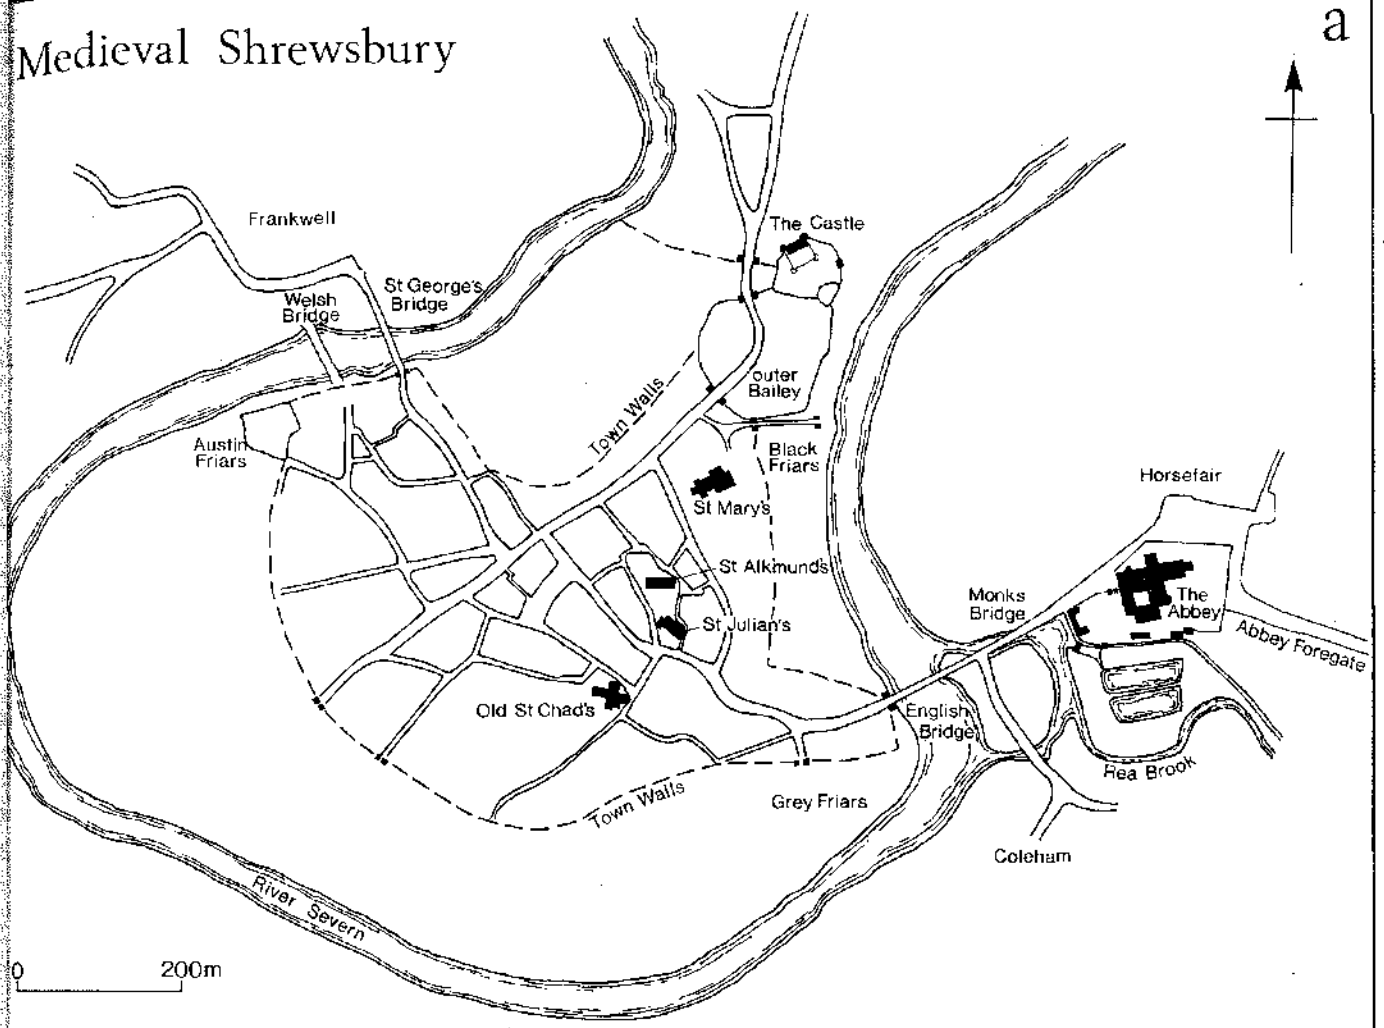 Medieval Shrewsbury
a
Frankwell
The Castle
St George's
Bridge
Welsh
Bridge
Town Walls
outer
Bailey
Austin
Friars
Black
Friars
St Mary's
Horsefair
St Alkmund's
Monks
Bridge
The
Abbey
St Julian's
Abbey Foregate
Old St Chad's
English
Bridge
Rea Brook
Town Walls
Grey Friars
Coleham
River Severn
0
200m